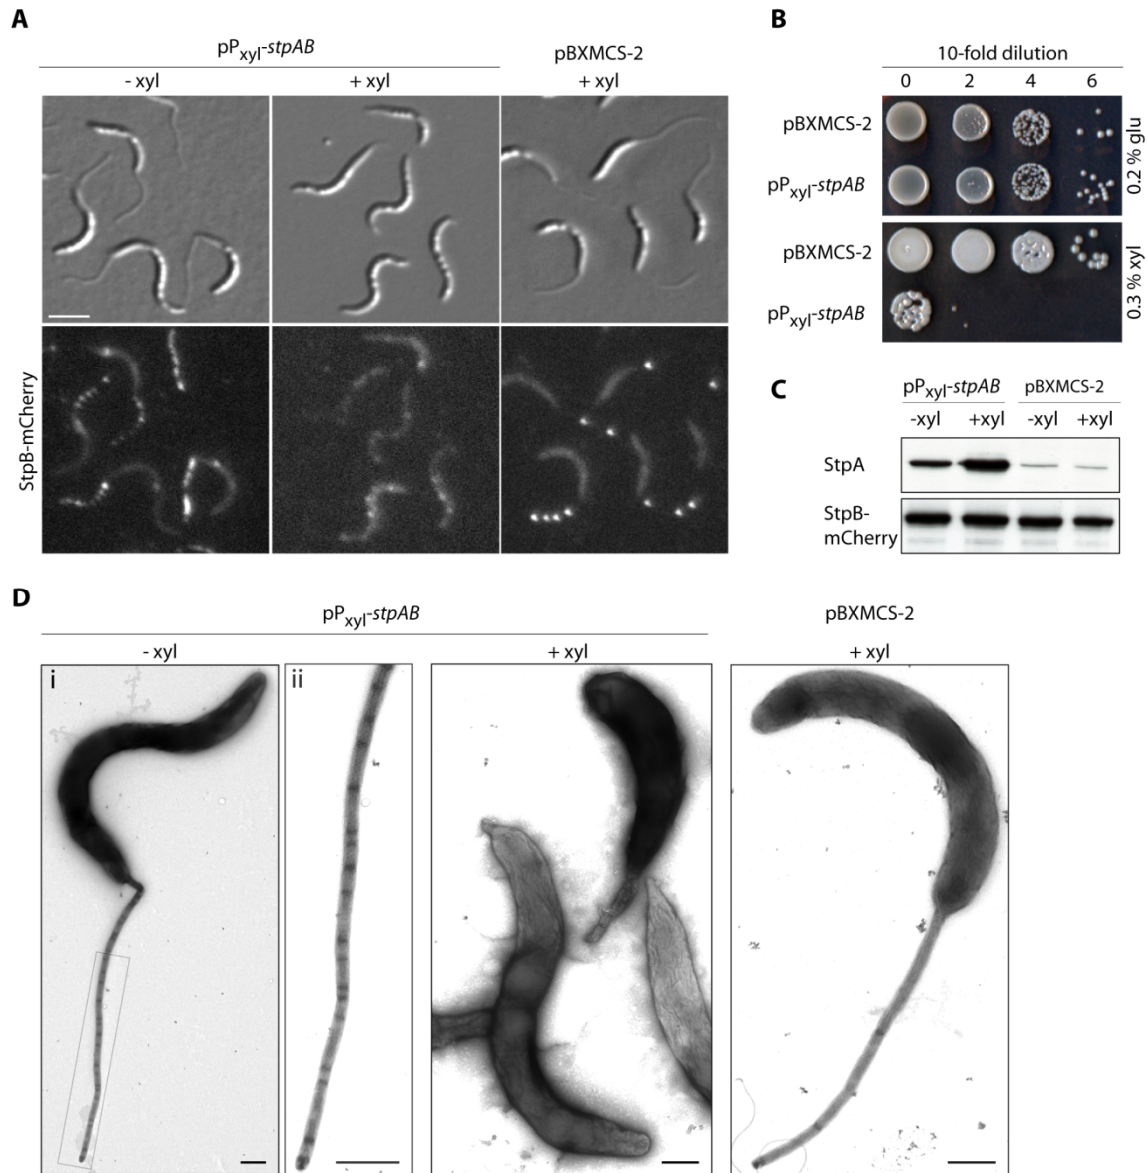 A
pPxyl-stpAB
pBXMCS-2
- xyl
+ xyl
+ xyl
StpB-mCherry
B
10-fold dilution
0 2 4 6
pBXMCS-2
pPxyl-stpAB
0.2 % glu
pBXMCS-2
pPxyl-stpAB
0.3 % xyl
C
pPxyl-stpAB pBXMCS-2
-xyl +xyl -xyl +xyl
StpA
StpB-
mCherry
D
pPxyl-stpAB
pBXMCS-2
- xyl
+ xyl
+ xyl
i
ii